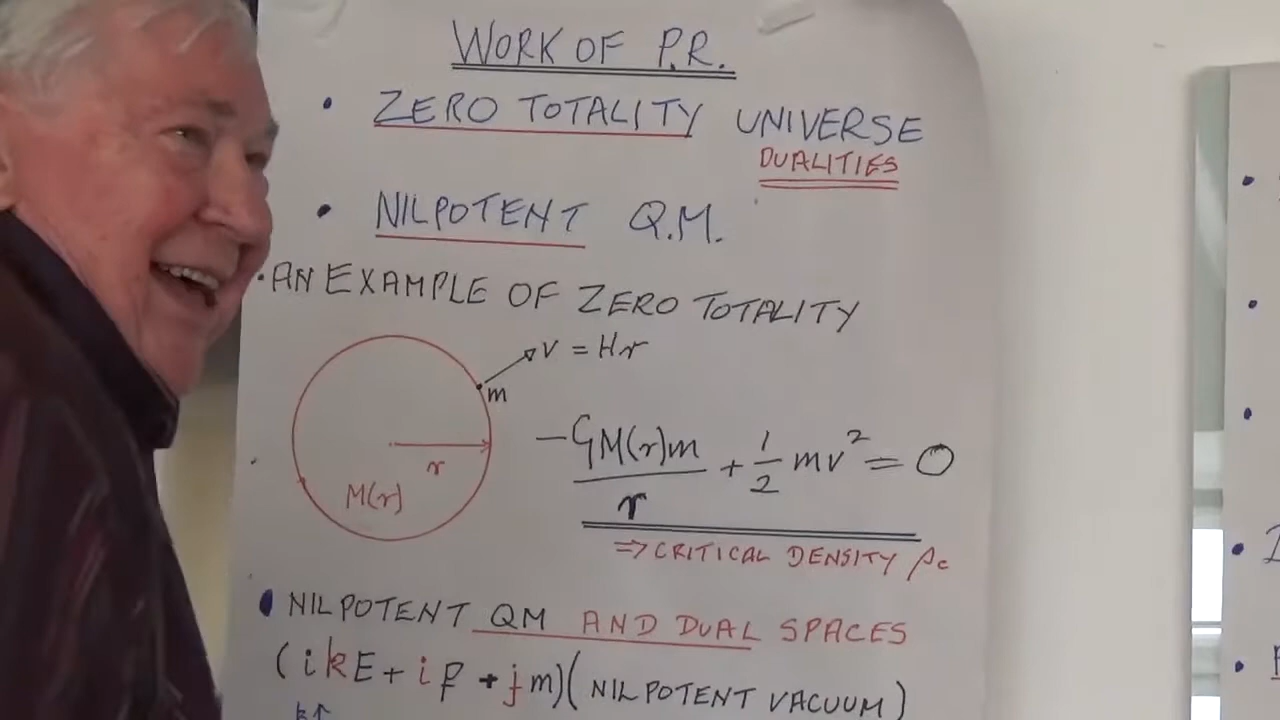 WORK OF P.R.
• ZERO TOTALITY UNIVERSE
DUALITIES
• NILPOTENT Q.M.
• AN EXAMPLE OF ZERO TOTALITY
v = Hr
m
r
M(r)
−GM(r)m/r + 1/2 mv² = 0
⇒ CRITICAL DENSITY ρc
• NILPOTENT QM AND DUAL SPACES
(ikE + ip + jm)(NILPOTENT VACUUM)